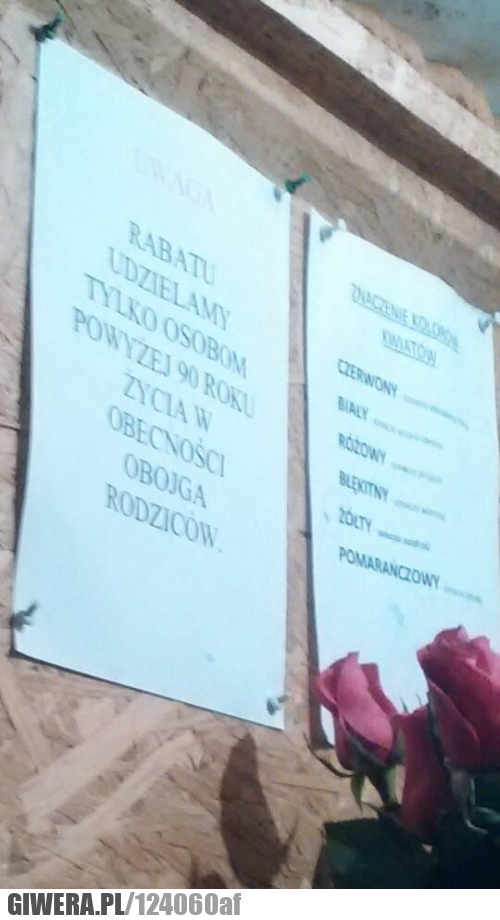 UWAGA
RABATU
UDZIELAMY
TYLKO OSOBOM
POWYŻEJ 90 ROKU
ŻYCIA W
OBECNOŚCI
OBOJGA
RODZICÓW.
ZNACZENIE KOLORÓW
KWIATÓW
CZERWONY
BIAŁY
RÓŻOWY
BŁĘKITNY
ŻÓŁTY
POMARAŃCZOWY
GIWERA.PL/124060af